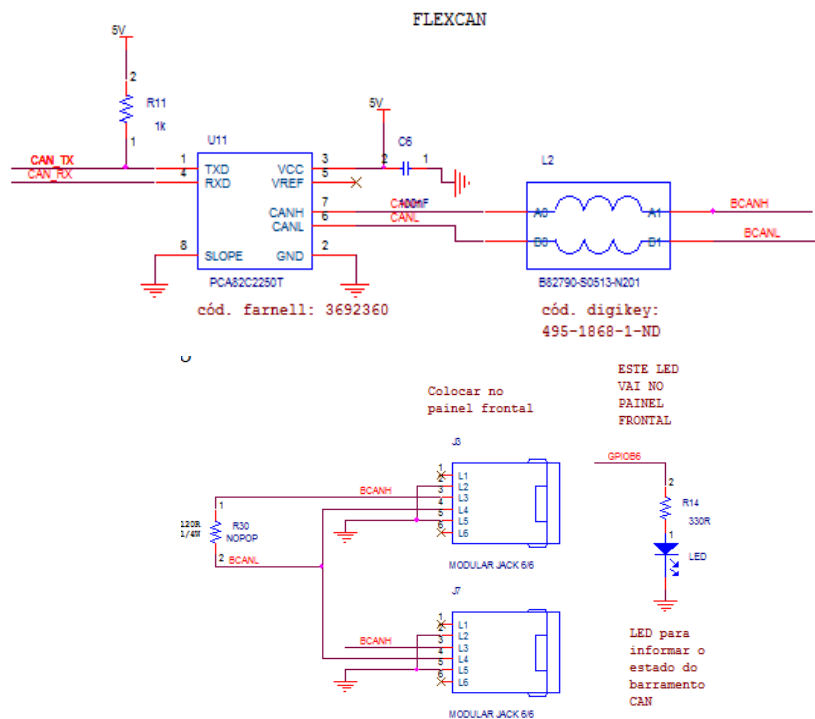 FLEXCAN
5V
2
R11
1k
1
5V
U11
2
C6
1
100nF
CAN_TX
CAN_RX
1
4
TXD
RXD
VCC
VREF
3
5
CANH
CANL
7
6
CANL
8
SLOPE
GND
2
PCA82C2250T
cód. farnell: 3692360
L2
A0
A1
BCANH
B1
BCANL
B82790-S0513-N201
cód. digikey:
495-1868-1-ND
Colocar no
painel frontal
ESTE LED
VAI NO
PAINEL
FRONTAL
J3
1
2
3
4
5
6
L1
L2
L3
L4
L5
L6
BCANH
MODULAR JACK 6/6
GPIOB6
2
R14
330R
1
LED
120R
1/4W
1
R30
NOPOP
2
BCANL
J7
1
2
3
4
5
6
L1
L2
L3
L4
L5
L6
BCANH
MODULAR JACK 6/6
LED para
informar o
estado do
barramento
CAN